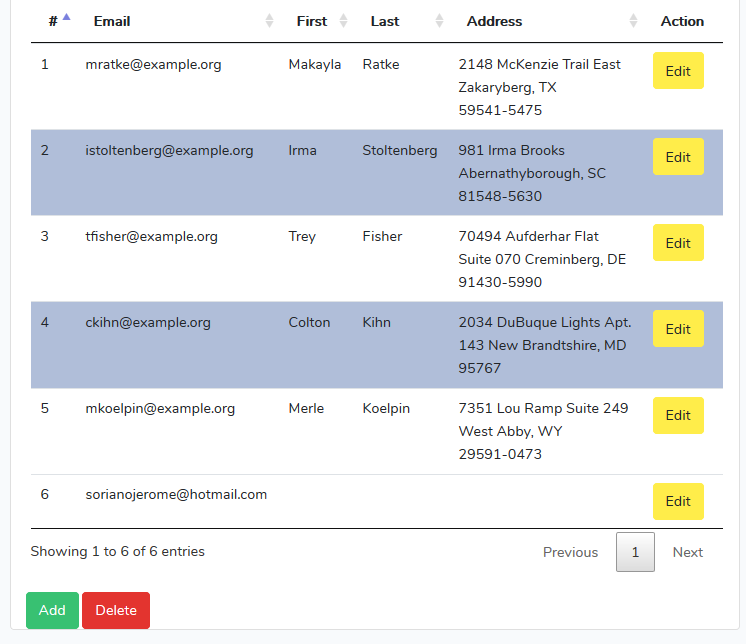 # Email First Last Address Action
1 mratke@example.org Makayla Ratke 2148 McKenzie Trail East Edit
Zakaryberg, TX
59541-5475
2 istoltenberg@example.org Irma Stoltenberg 981 Irma Brooks Edit
Abernathyborough, SC
81548-5630
3 tfisher@example.org Trey Fisher 70494 Aufderhar Flat Edit
Suite 070 Creminberg, DE
91430-5990
4 ckihn@example.org Colton Kihn 2034 DuBuque Lights Apt. Edit
143 New Brandtshire, MD
95767
5 mkoelpin@example.org Merle Koelpin 7351 Lou Ramp Suite 249 Edit
West Abby, WY
29591-0473
6 sorianojerome@hotmail.com Edit
Showing 1 to 6 of 6 entries Previous 1 Next
Add Delete